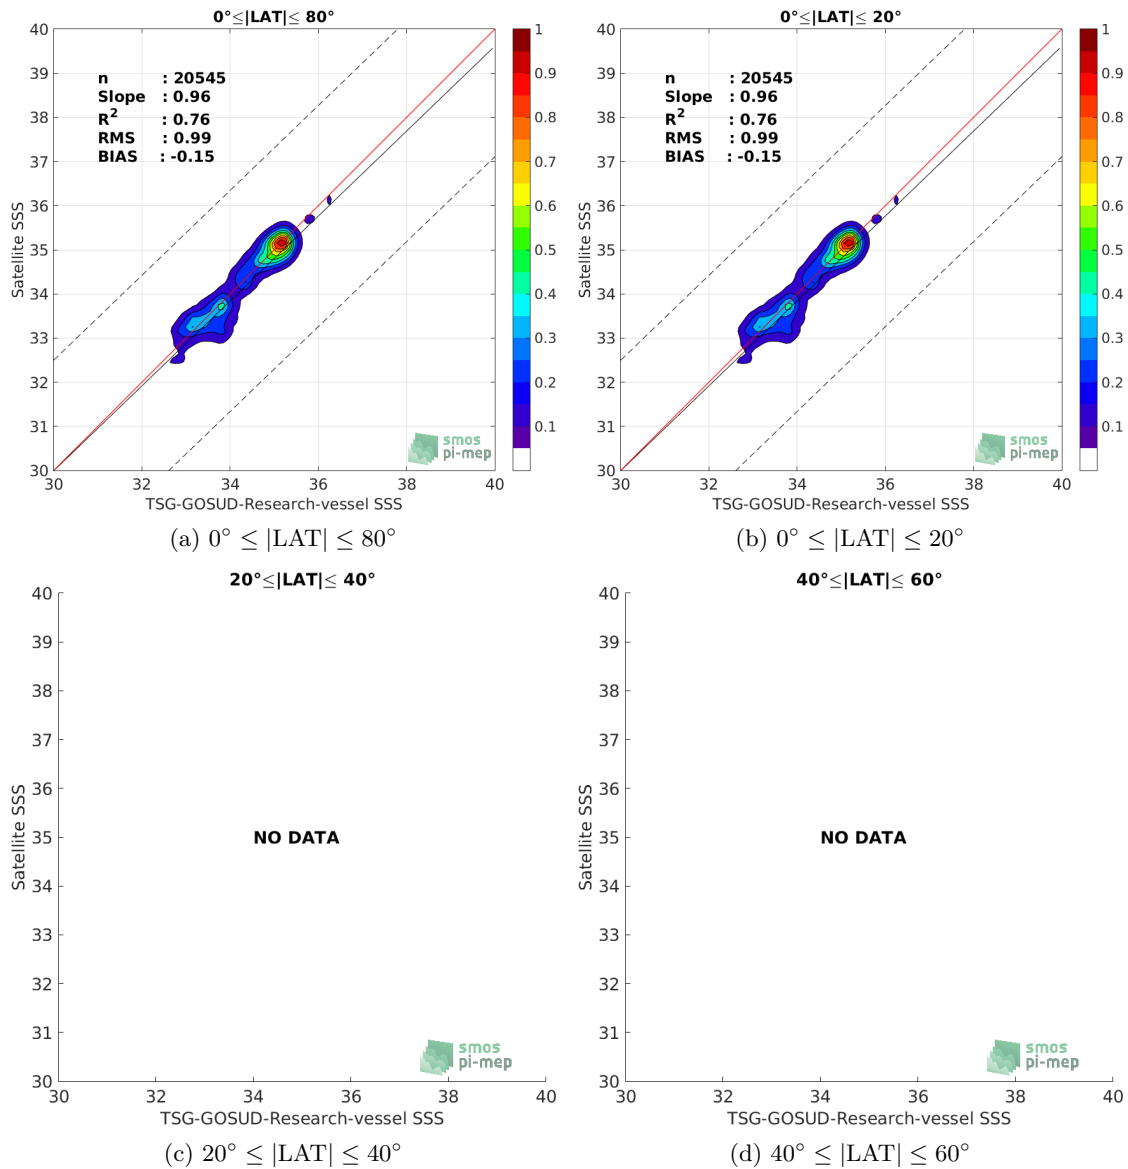 0°≤|LAT|≤ 80°
40
39
38
37
36
35
34
33
32
31
30
30 32 34 36 38 40
Satellite SSS
TSG-GOSUD-Research-vessel SSS
n : 20545
Slope : 0.96
R2 : 0.76
RMS : 0.99
BIAS : -0.15
1
0.9
0.8
0.7
0.6
0.5
0.4
0.3
0.2
0.1
smos
pi-mep
(a) 0° ≤ |LAT| ≤ 80°
0°≤|LAT|≤ 20°
40
39
38
37
36
35
34
33
32
31
30
30 32 34 36 38 40
Satellite SSS
TSG-GOSUD-Research-vessel SSS
n : 20545
Slope : 0.96
R2 : 0.76
RMS : 0.99
BIAS : -0.15
1
0.9
0.8
0.7
0.6
0.5
0.4
0.3
0.2
0.1
smos
pi-mep
(b) 0° ≤ |LAT| ≤ 20°
20°≤|LAT|≤ 40°
40
39
38
37
36
35
34
33
32
31
30
30 32 34 36 38 40
Satellite SSS
TSG-GOSUD-Research-vessel SSS
NO DATA
smos
pi-mep
(c) 20° ≤ |LAT| ≤ 40°
40°≤|LAT|≤ 60°
40
39
38
37
36
35
34
33
32
31
30
30 32 34 36 38 40
Satellite SSS
TSG-GOSUD-Research-vessel SSS
NO DATA
smos
pi-mep
(d) 40° ≤ |LAT| ≤ 60°